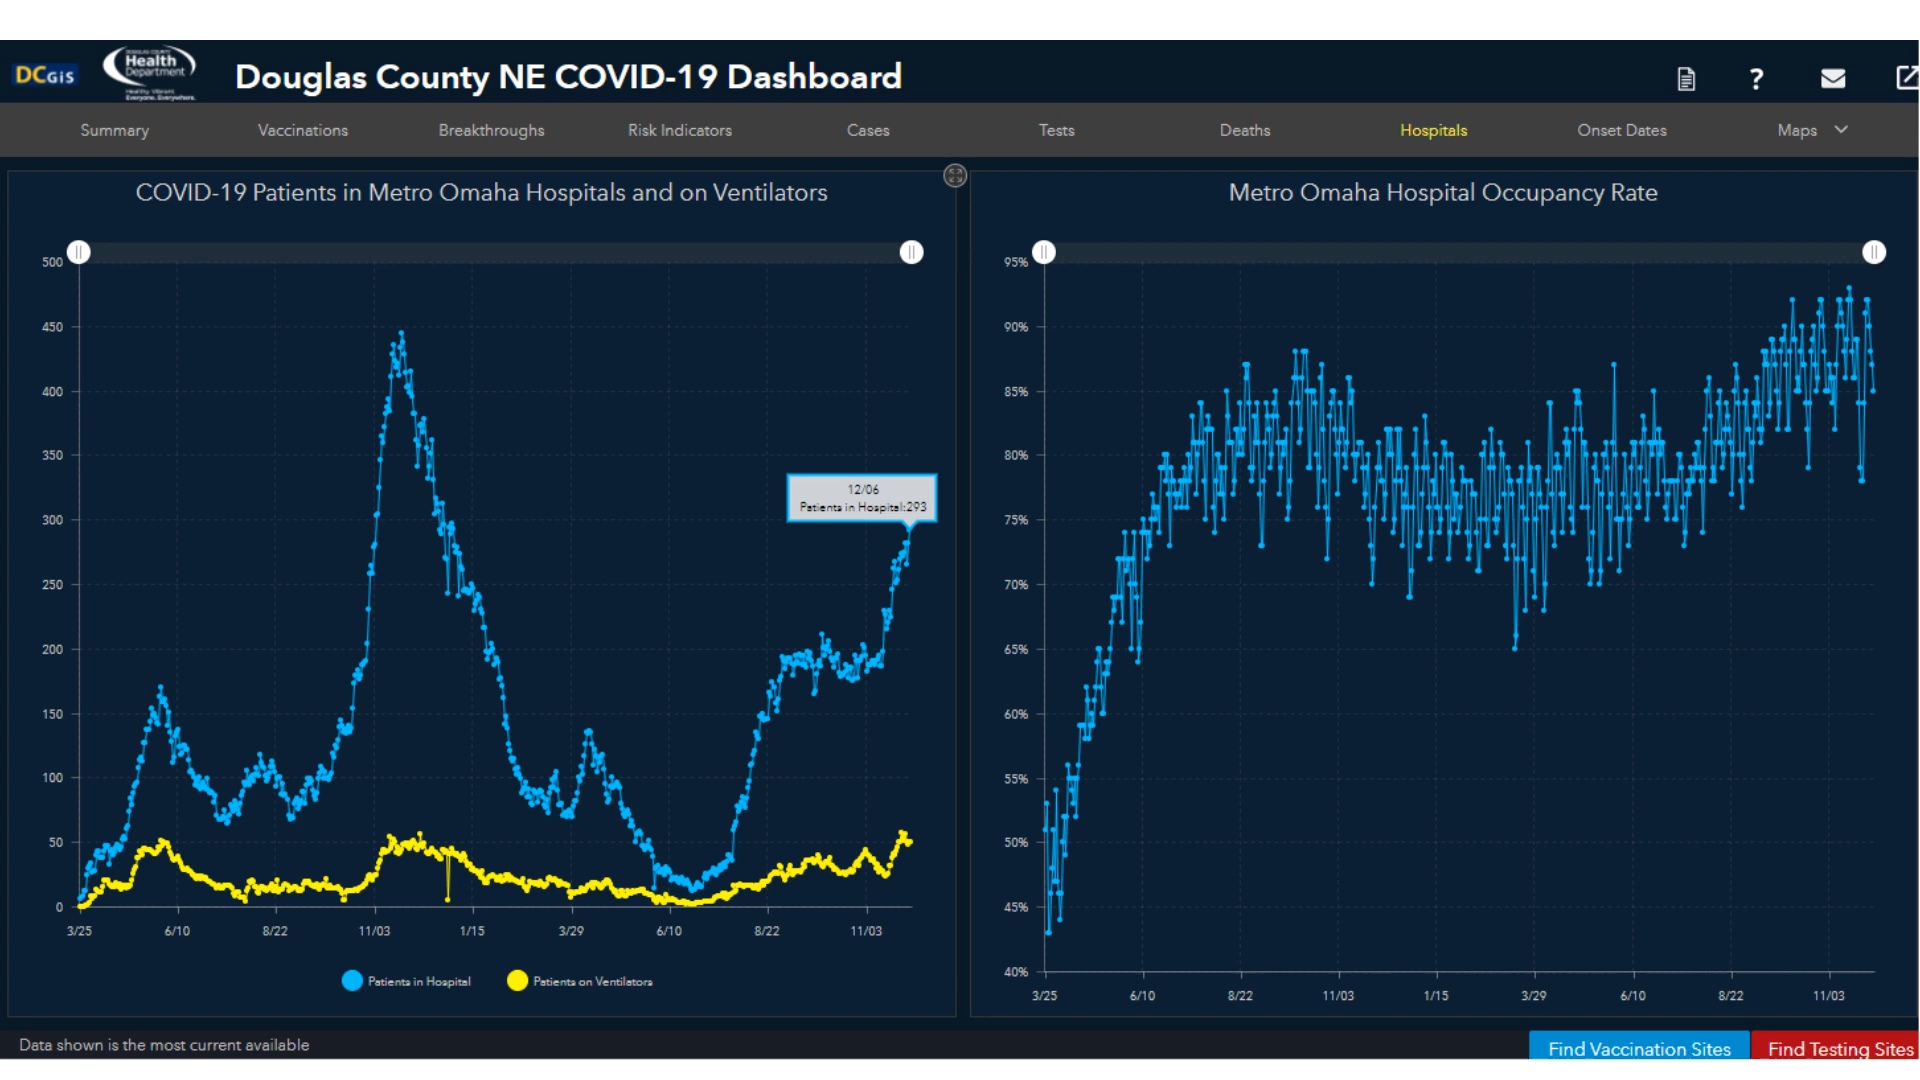 DCGIS
DOUGLAS COUNTY
Health
Department
Healthy. Vibrant.
Everyone. Everywhere.
Douglas County NE COVID-19 Dashboard
?
Summary Vaccinations Breakthroughs Risk Indicators Cases Tests Deaths Hospitals Onset Dates Maps
COVID-19 Patients in Metro Omaha Hospitals and on Ventilators
500
450
400
350
300
250
200
150
100
50
0
12/06
Patients in Hospital:293
3/25 6/10 8/22 11/03 1/15 3/29 6/10 8/22 11/03
Patients in Hospital Patients on Ventilators
Metro Omaha Hospital Occupancy Rate
95%
90%
85%
80%
75%
70%
65%
60%
55%
50%
45%
40%
3/25 6/10 8/22 11/03 1/15 3/29 6/10 8/22 11/03
Data shown is the most current available
Find Vaccination Sites Find Testing Sites